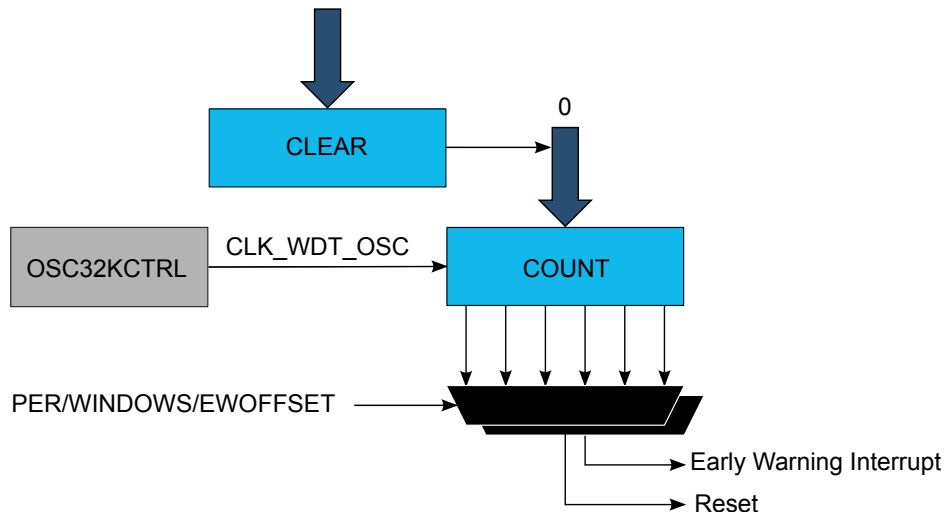 0
CLEAR
CLK_WDT_OSC
OSC32KCTRL
COUNT
PER/WINDOWS/EWOFFSET
Early Warning Interrupt
Reset